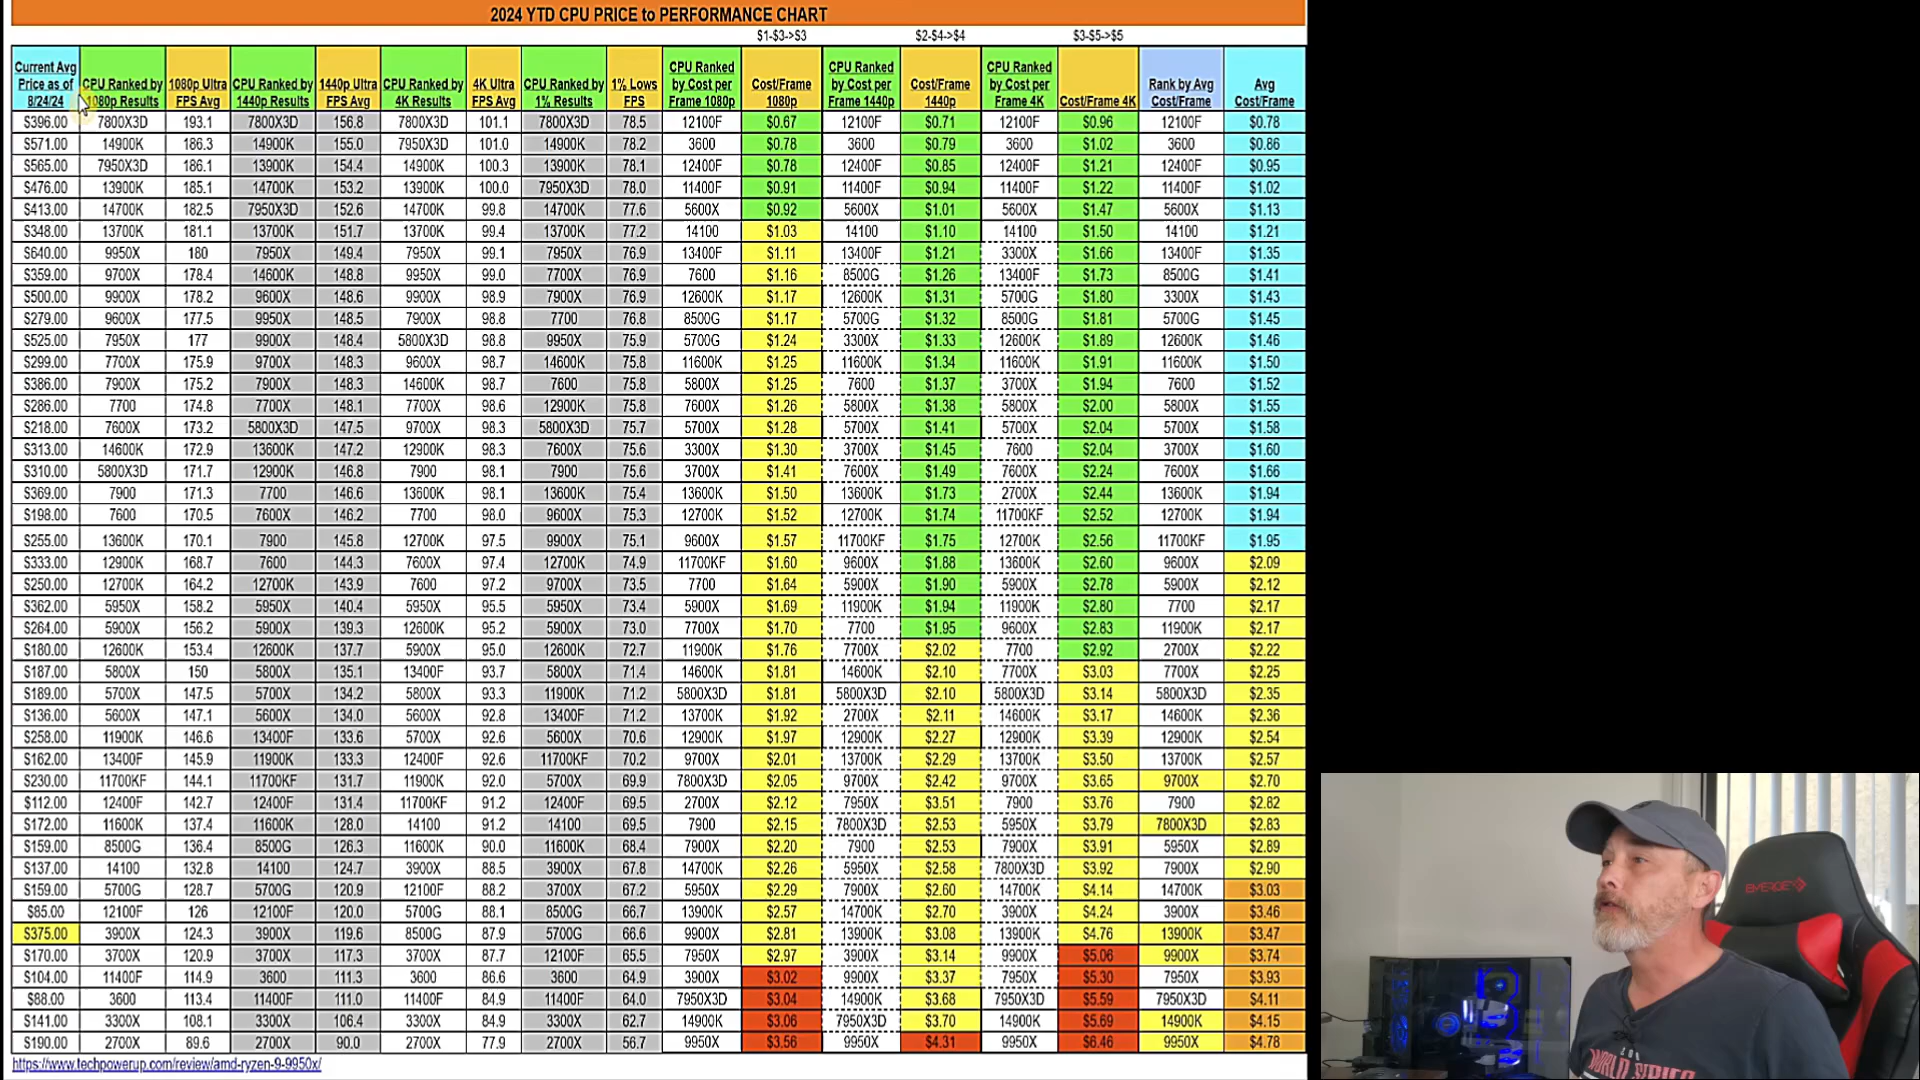 2024 YTD CPU PRICE to PERFORMANCE CHART
$1-$3->$3 $2-$4->$4 $3-$5->$5
Current Avg Price as of 8/24/24 CPU Ranked by 1080p Results 1080p Ultra FPS Avg CPU Ranked by 1440p Results 1440p Ultra FPS Avg CPU Ranked by 4K Results 4K Ultra FPS Avg CPU Ranked by 1% Results 1% Lows FPS CPU Ranked by Cost per Frame 1080p Cost/Frame 1080p CPU Ranked by Cost per Frame 1440p Cost/Frame 1440p CPU Ranked by Cost per Frame 4K Cost/Frame 4K Rank by Avg Cost/Frame Avg Cost/Frame
$396.00 7800X3D 193.1 7800X3D 156.8 7800X3D 101.1 7800X3D 78.5 12100F $0.67 12100F $0.71 12100F $0.96 12100F $0.78
$571.00 14900K 186.3 14900K 155.0 7950X3D 101.0 14900K 78.2 3600 $0.78 3600 $0.79 3600 $1.02 3600 $0.86
$565.00 7950X3D 186.1 13900K 154.4 14900K 100.3 13900K 78.1 12400F $0.78 12400F $0.85 12400F $1.21 12400F $0.95
$476.00 13900K 185.1 14700K 153.2 13900K 100.0 7950X3D 78.0 11400F $0.91 11400F $0.94 11400F $1.22 11400F $1.02
$413.00 14700K 182.5 7950X3D 152.6 14700K 99.8 14700K 77.6 5600X $0.92 5600X $1.01 5600X $1.47 5600X $1.13
$348.00 13700K 181.1 13700K 151.7 13700K 99.4 13700K 77.2 14100 $1.03 14100 $1.10 14100 $1.50 14100 $1.21
$640.00 9950X 180 7950X 149.4 7950X 99.1 7950X 76.9 13400F $1.11 13400F $1.21 3300X $1.66 13400F $1.35
$359.00 9700X 178.4 14600K 148.8 9950X 99.0 7700X 76.9 7600 $1.16 8500G $1.26 13400F $1.73 8500G $1.41
$500.00 9900X 178.2 9600X 148.6 9900X 98.9 7900X 76.9 12600K $1.17 12600K $1.31 5700G $1.80 3300X $1.43
$279.00 9600X 177.5 9950X 148.5 7900X 98.8 7700 76.8 8500G $1.17 5700G $1.32 8500G $1.81 5700G $1.45
$525.00 7950X 177 9900X 148.4 5800X3D 98.8 9950X 75.9 5700G $1.24 3300X $1.33 12600K $1.89 12600K $1.46
$299.00 7700X 175.9 9700X 148.3 9600X 98.7 14600K 75.8 11600K $1.25 11600K $1.34 11600K $1.91 11600K $1.50
$386.00 7900X 175.2 7900X 148.3 14600K 98.7 7600 75.8 5800X $1.25 7600 $1.37 3700X $1.94 7600 $1.52
$286.00 7700 174.8 7700X 148.1 7700X 98.6 12900K 75.8 7600X $1.26 5800X $1.38 5800X $2.00 5800X $1.55
$218.00 7600X 173.2 5800X3D 147.5 9700X 98.3 5800X3D 75.7 5700X $1.28 5700X $1.41 5700X $2.04 5700X $1.58
$313.00 14600K 172.9 13600K 147.2 12900K 98.3 7600X 75.6 3300X $1.30 3700X $1.45 7600 $2.04 3700X $1.60
$310.00 5800X3D 171.7 12900K 146.8 7900 98.1 7900 75.6 3700X $1.41 7600X $1.49 7600X $2.24 7600X $1.66
$369.00 7900 171.3 7700 146.6 13600K 98.1 13600K 75.4 13600K $1.50 13600K $1.73 2700X $2.44 13600K $1.94
$198.00 7600 170.5 7600X 146.2 7700 98.0 9600X 75.3 12700K $1.52 12700K $1.74 11700KF $2.52 12700K $1.94
$255.00 13600K 170.1 7900 145.8 12700K 97.5 9900X 75.1 9600X $1.57 11700KF $1.75 12700K $2.56 11700KF $1.95
$333.00 12900K 168.7 7600 144.3 7600X 97.4 12700K 74.9 11700KF $1.60 9600X $1.88 13600K $2.60 9600X $2.09
$250.00 12700K 164.2 12700K 143.9 7600 97.2 9700X 73.5 7700 $1.64 5900X $1.90 5900X $2.78 5900X $2.12
$362.00 5950X 158.2 5950X 140.4 5950X 95.5 5950X 73.4 5900X $1.69 11900K $1.94 11900K $2.80 7700 $2.17
$264.00 5900X 156.2 5900X 139.3 12600K 95.2 5900X 73.0 7700X $1.70 7700 $1.95 9600X $2.83 11900K $2.17
$180.00 12600K 153.4 12600K 137.7 5900X 95.0 12600K 72.7 11900K $1.76 7700X $2.02 7700 $2.92 2700X $2.22
$187.00 5800X 150 5800X 135.1 13400F 93.7 5800X 71.4 14600K $1.81 14600K $2.10 7700X $3.03 7700X $2.25
$189.00 5700X 147.5 5700X 134.2 5800X 93.3 11900K 71.2 5800X3D $1.81 5800X3D $2.10 5800X3D $3.14 5800X3D $2.35
$136.00 5600X 147.1 5600X 134.0 5600X 92.8 13400F 71.2 13700K $1.92 2700X $2.11 14600K $3.17 14600K $2.36
$258.00 11900K 146.6 13400F 133.6 5700X 92.6 5600X 70.6 12900K $1.97 12900K $2.27 12900K $3.39 12900K $2.54
$162.00 13400F 145.9 11900K 133.3 12400F 92.6 11700KF 70.2 9700X $2.01 13700K $2.29 13700K $3.50 13700K $2.57
$230.00 11700KF 144.1 11700KF 131.7 11900K 92.0 5700X 69.9 7800X3D $2.05 9700X $2.42 9700X $3.65 9700X $2.70
$112.00 12400F 142.7 12400F 131.4 11700KF 91.2 12400F 69.5 2700X $2.12 7950X $3.51 7900 $3.76 7900 $2.82
$172.00 11600K 137.4 11600K 128.0 14100 91.2 14100 69.5 7900 $2.15 7800X3D $2.53 5950X $3.79 7800X3D $2.83
$159.00 8500G 136.4 8500G 126.3 11600K 90.0 11600K 68.4 7900X $2.20 7900 $2.53 7900X $3.91 5950X $2.89
$137.00 14100 132.8 14100 124.7 3900X 88.5 3900X 67.8 14700K $2.26 5950X $2.58 7800X3D $3.92 7900X $2.90
$159.00 5700G 128.7 5700G 120.9 12100F 88.2 3700X 67.2 5950X $2.29 7900X $2.60 14700K $4.14 14700K $3.03
$85.00 12100F 126 12100F 120.0 5700G 88.1 8500G 66.7 13900K $2.57 14700K $2.70 3900X $4.24 3900X $3.46
$375.00 3900X 124.3 3900X 119.6 8500G 87.9 5700G 66.6 9900X $2.81 13900K $3.08 13900K $4.76 13900K $3.47
$170.00 3700X 120.9 3700X 117.3 3700X 87.7 12100F 65.5 7950X $2.97 3900X $3.14 9900X $5.06 9900X $3.74
$104.00 11400F 114.9 3600 111.3 3600 86.6 3600 64.9 3900X $3.02 9900X $3.37 7950X $5.30 7950X $3.93
$88.00 3600 113.4 11400F 111.0 11400F 84.9 11400F 64.0 7950X3D $3.04 14900K $3.68 7950X3D $5.59 7950X3D $4.11
$141.00 3300X 108.1 3300X 106.4 3300X 84.9 3300X 62.7 14900K $3.06 7950X3D $3.70 14900K $5.69 14900K $4.15
$190.00 2700X 89.6 2700X 90.0 2700X 77.9 2700X 56.7 9950X $3.56 9950X $4.31 9950X $6.46 9950X $4.78
https://www.techpowerup.com/review/amd-ryzen-9-9950x/
WORLD SERIES